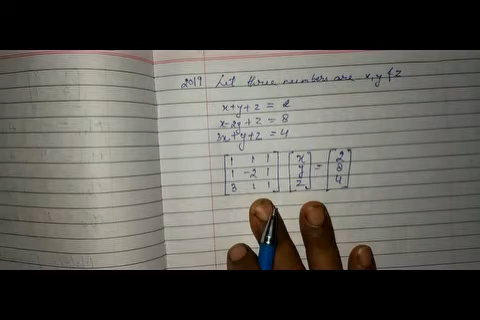 2019 Let three numbers are x, y & z
x+y+z = 2
x-2y+z = 8
3x+y+z = 4
[1 1 1] [x] = [2]
[1 -2 1] [y] [8]
[3 1 1] [z] [4]